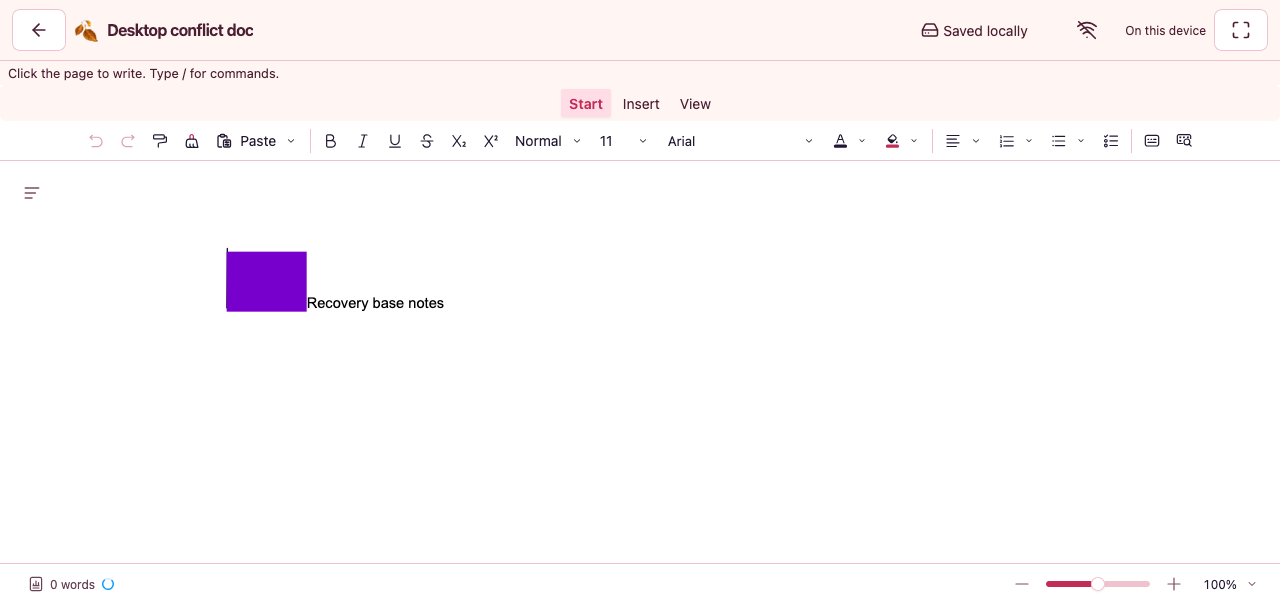 Desktop conflict doc
Saved locally
On this device
Click the page to write. Type / for commands.
Start Insert View
Paste B I U S X₂ X² Normal 11 Arial A
Recovery base notes
0 words
100%